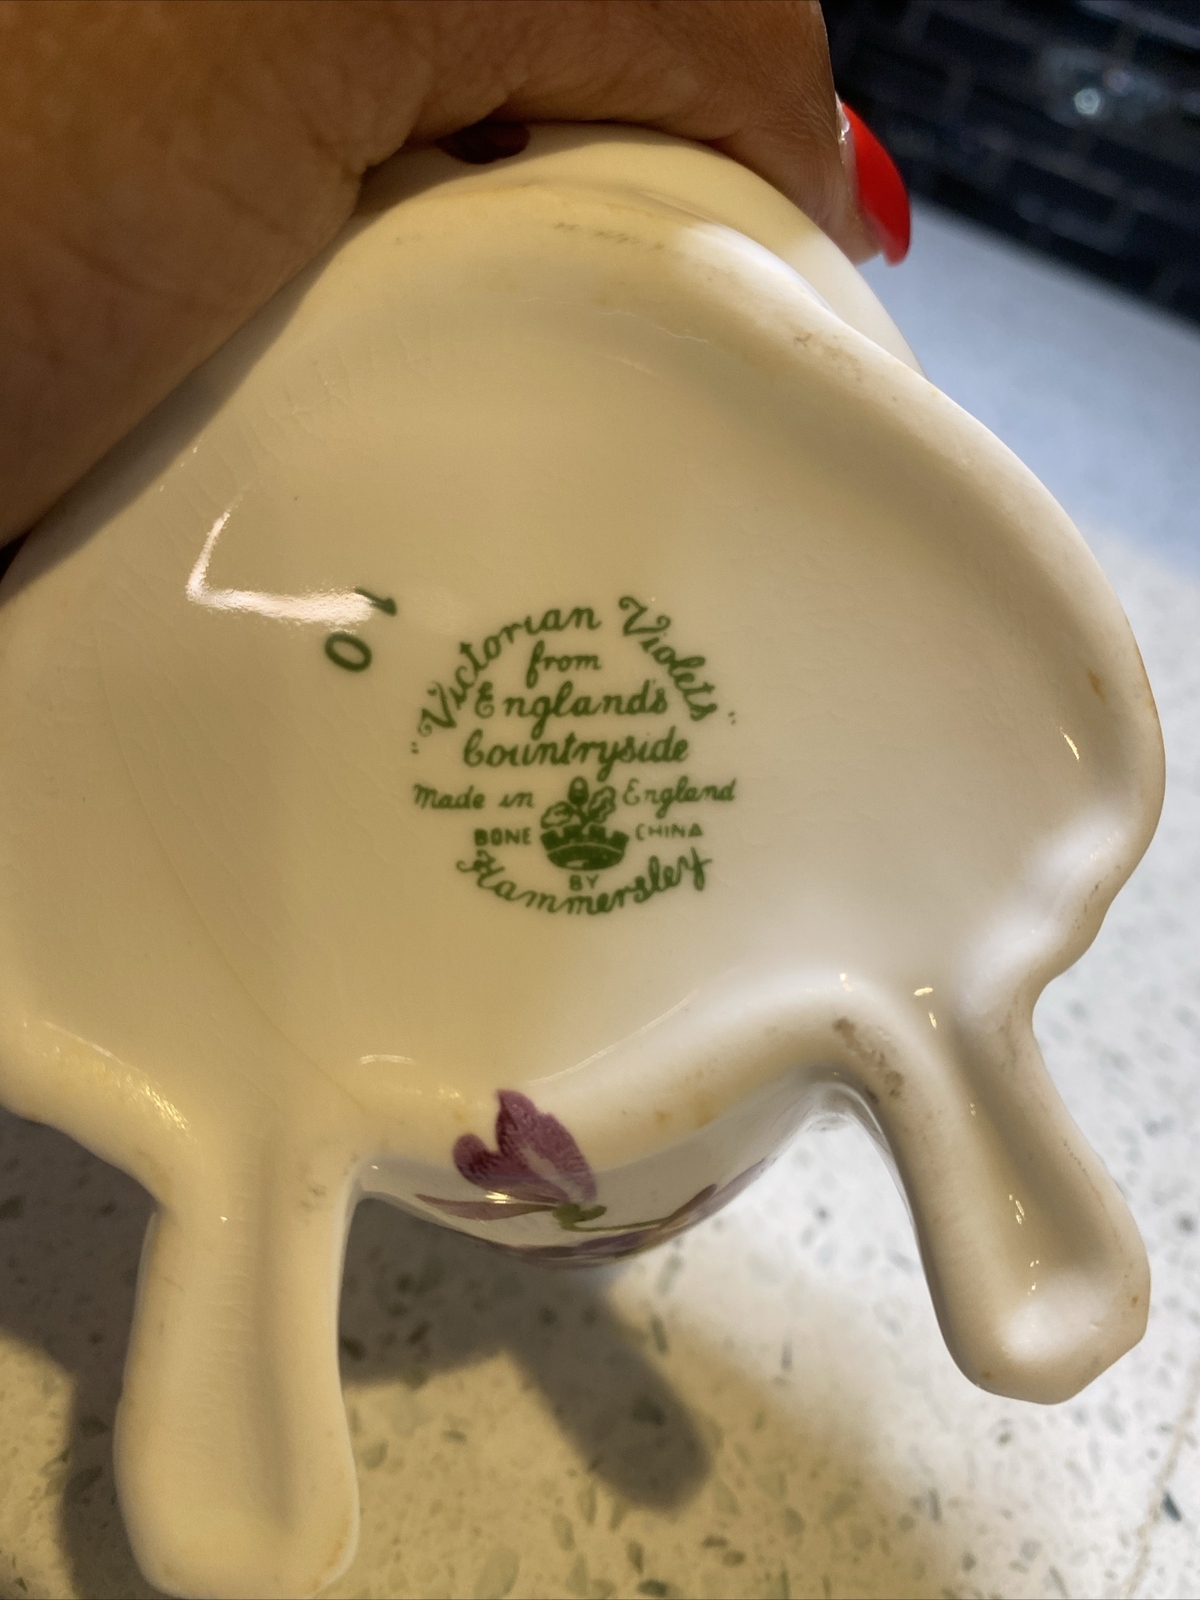 10
"Victorian Violets"
from
England's
Countryside
Made in England
BONE CHINA
BY
Hammersley